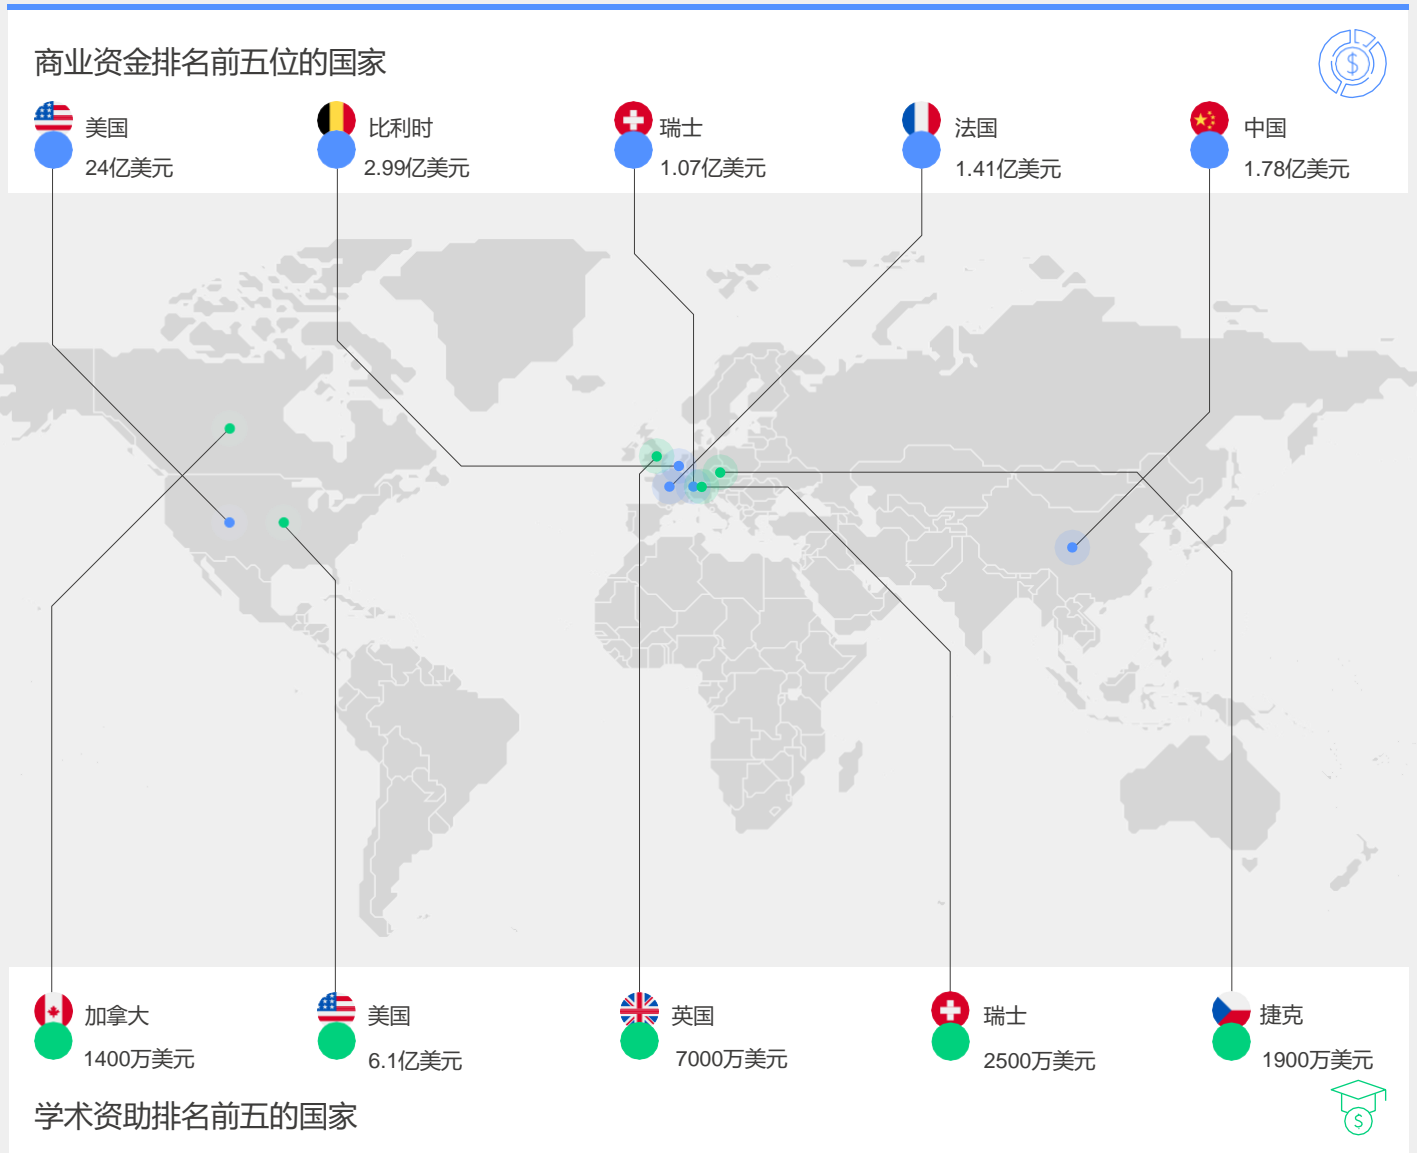 商业资金排名前五位的国家
$
美国
24亿美元
比利时
2.99亿美元
瑞士
1.07亿美元
法国
1.41亿美元
中国
1.78亿美元
加拿大
1400万美元
美国
6.1亿美元
英国
7000万美元
瑞士
2500万美元
捷克
1900万美元
学术资助排名前五的国家
$